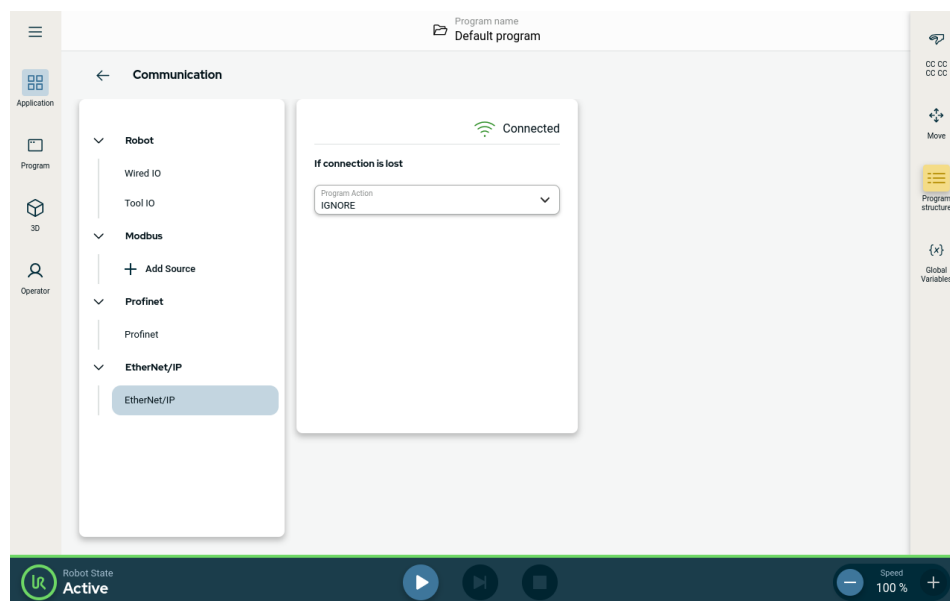 Program name
Default program
Communication
Application
Program
3D
Operator
Robot
Wired IO
Tool IO
Modbus
+ Add Source
Profinet
Profinet
EtherNet/IP
EtherNet/IP
Connected
If connection is lost
Program Action
IGNORE
CC CC
CC CC
Move
Program
structure
{x}
Global
Variables
UR
Robot State
Active
Speed
100 %